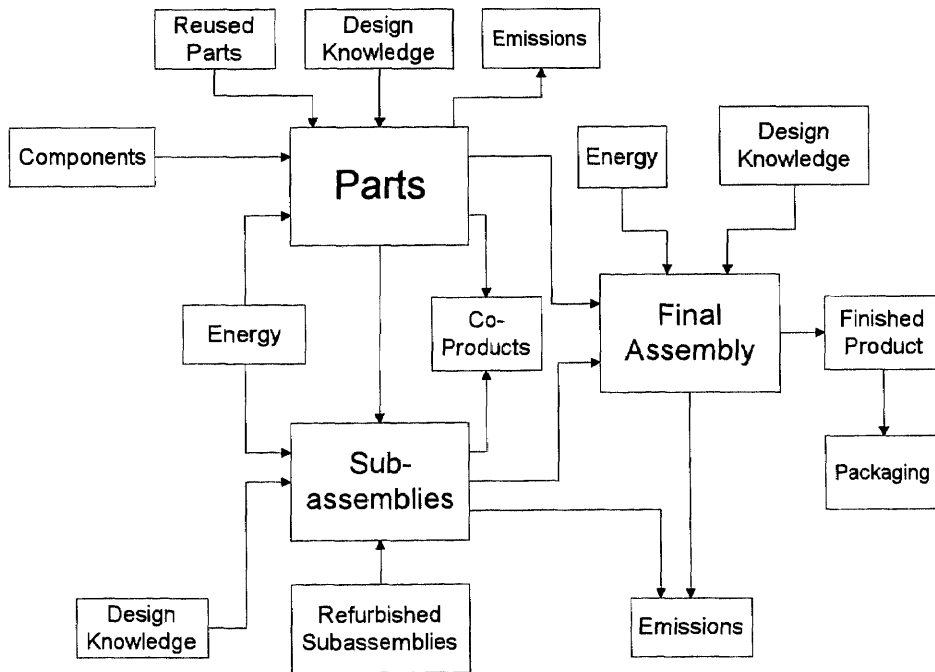 Reused
Parts
Design
Knowledge
Emissions
Components
Parts
Energy
Design
Knowledge
Energy
Co-
Products
Final
Assembly
Finished
Product
Sub-
assemblies
Packaging
Design
Knowledge
Refurbished
Subassemblies
Emissions